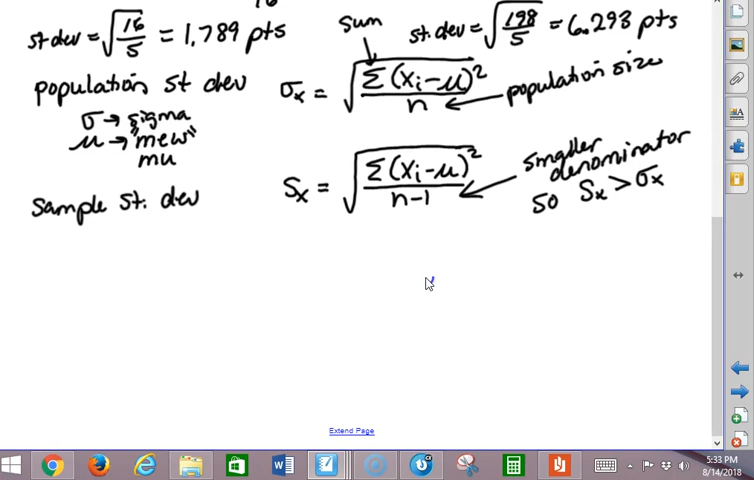 st dev = √16/5 = 1.789 pts
sum
st. dev = √198/5 = 6.293 pts
population st dev
σx = √Σ(xi-μ)²/n
population size
σ → sigma
μ → "mew"
mu
Sample st. dev
Sx = √Σ(xi-μ)²/n-1
smaller
denominator
so Sx > σx
Extend Page
5:33 PM
8/14/2018